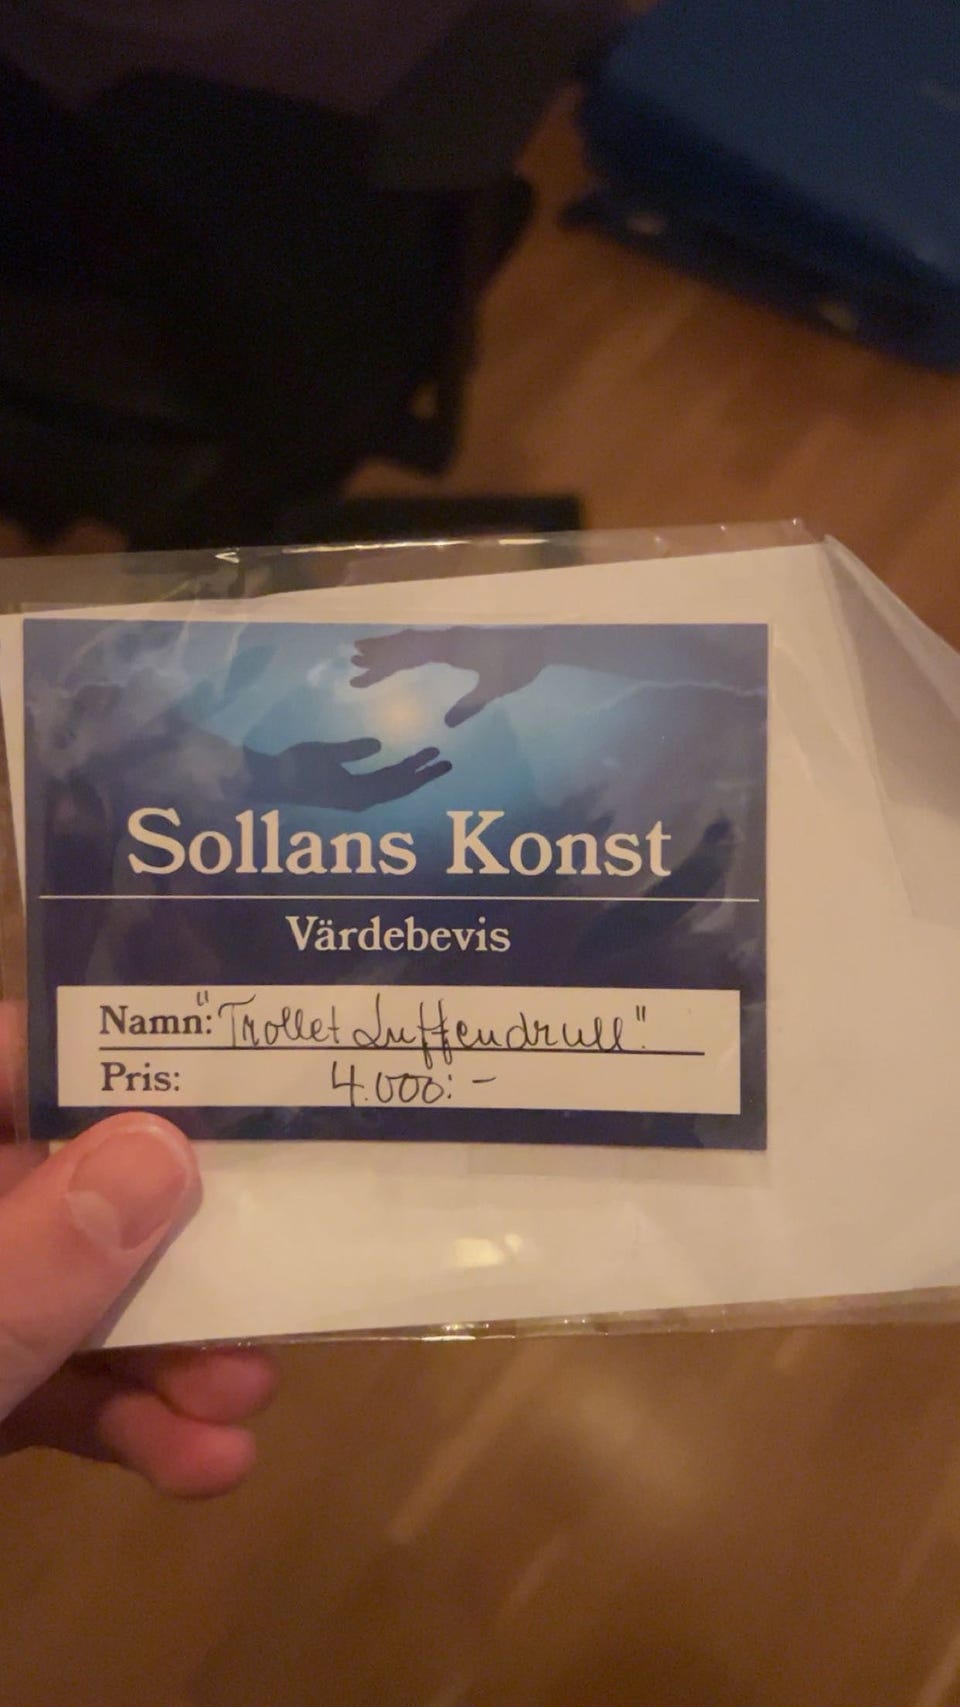 Sollans Konst
Värdebevis
Namn: "Trollet Luffendrull."
Pris: 4.000:-